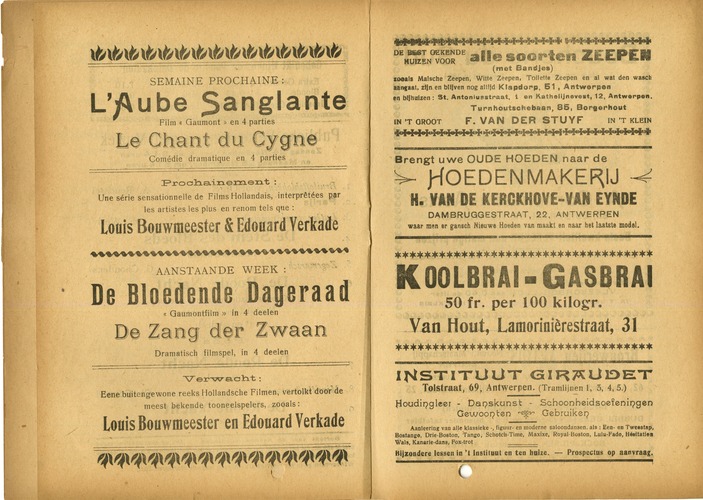 SEMAINE PROCHAINE :
L'Aube Sanglante
Film « Gaumont » en 4 parties
Le Chant du Cygne
Comédie dramatique en 4 parties
Prochainement :
Une série sensationnelle de Films Hollandais, interprêtées par
les artistes les plus en renom tels que :
Louis Bouwmeester & Edouard Verkade
AANSTAANDE WEEK :
De Bloedende Dageraad
« Gaumontfilm » in 4 deelen
De Zang der Zwaan
Dramatisch filmspel, in 4 deelen
Verwacht :
Eene buitengewone reeks Hollandsche Filmen, vertolkt door de
meest bekende tooneelspelers, zooals :
Louis Bouwmeester en Edouard Verkade
DE BEST GEKENDE
HUIZEN VOOR alle soorten ZEEPEN
(met Bandjes)
zooals Malsche Zeepen, Witte Zeepen, Toilette Zeepen en al wat den wasch
aangaat, zijn en blijven nog altijd Klapdorp, 51, Antwerpen
en bijhuizen : St. Antoniusstraat, 1 en Kathelijnevest, 12, Antwerpen,
Turnhoutschebaan, 85, Borgerhout
IN 'T GROOT F. VAN DER STUYF IN 'T KLEIN
Brengt uwe OUDE HOEDEN naar de
HOEDENMAKERIJ
H. VAN DE KERCKHOVE-VAN EYNDE
DAMBRUGGESTRAAT, 22, ANTWERPEN
waar men er gansch Nieuwe Hoeden van maakt en naar het laatste model.
KOOLBRAI - GASBRAI
50 fr. per 100 kilogr.
Van Hout, Lamorinièrestraat, 31
INSTITUUT GIRAUDET
Tolstraat, 69, Antwerpen. (Tramlijnen 1, 3, 4, 5.)
Houdingleer - Danskunst - Schoonheidsoefeningen
Gewoonten Gebruiken
Aanleering van alle klassieke -, figuur- en moderne salondansen, als : Een- en Tweestap,
Bostango, Drie-Boston, Tango, Schotch-Time, Maxixe, Royal-Boston, Lulu-Fado, Hésitation
Wals, Kanarie-dans, Fox-trot
Bijzondere lessen in 't Instituut en ten huize. — Prospectus op aanvraag.